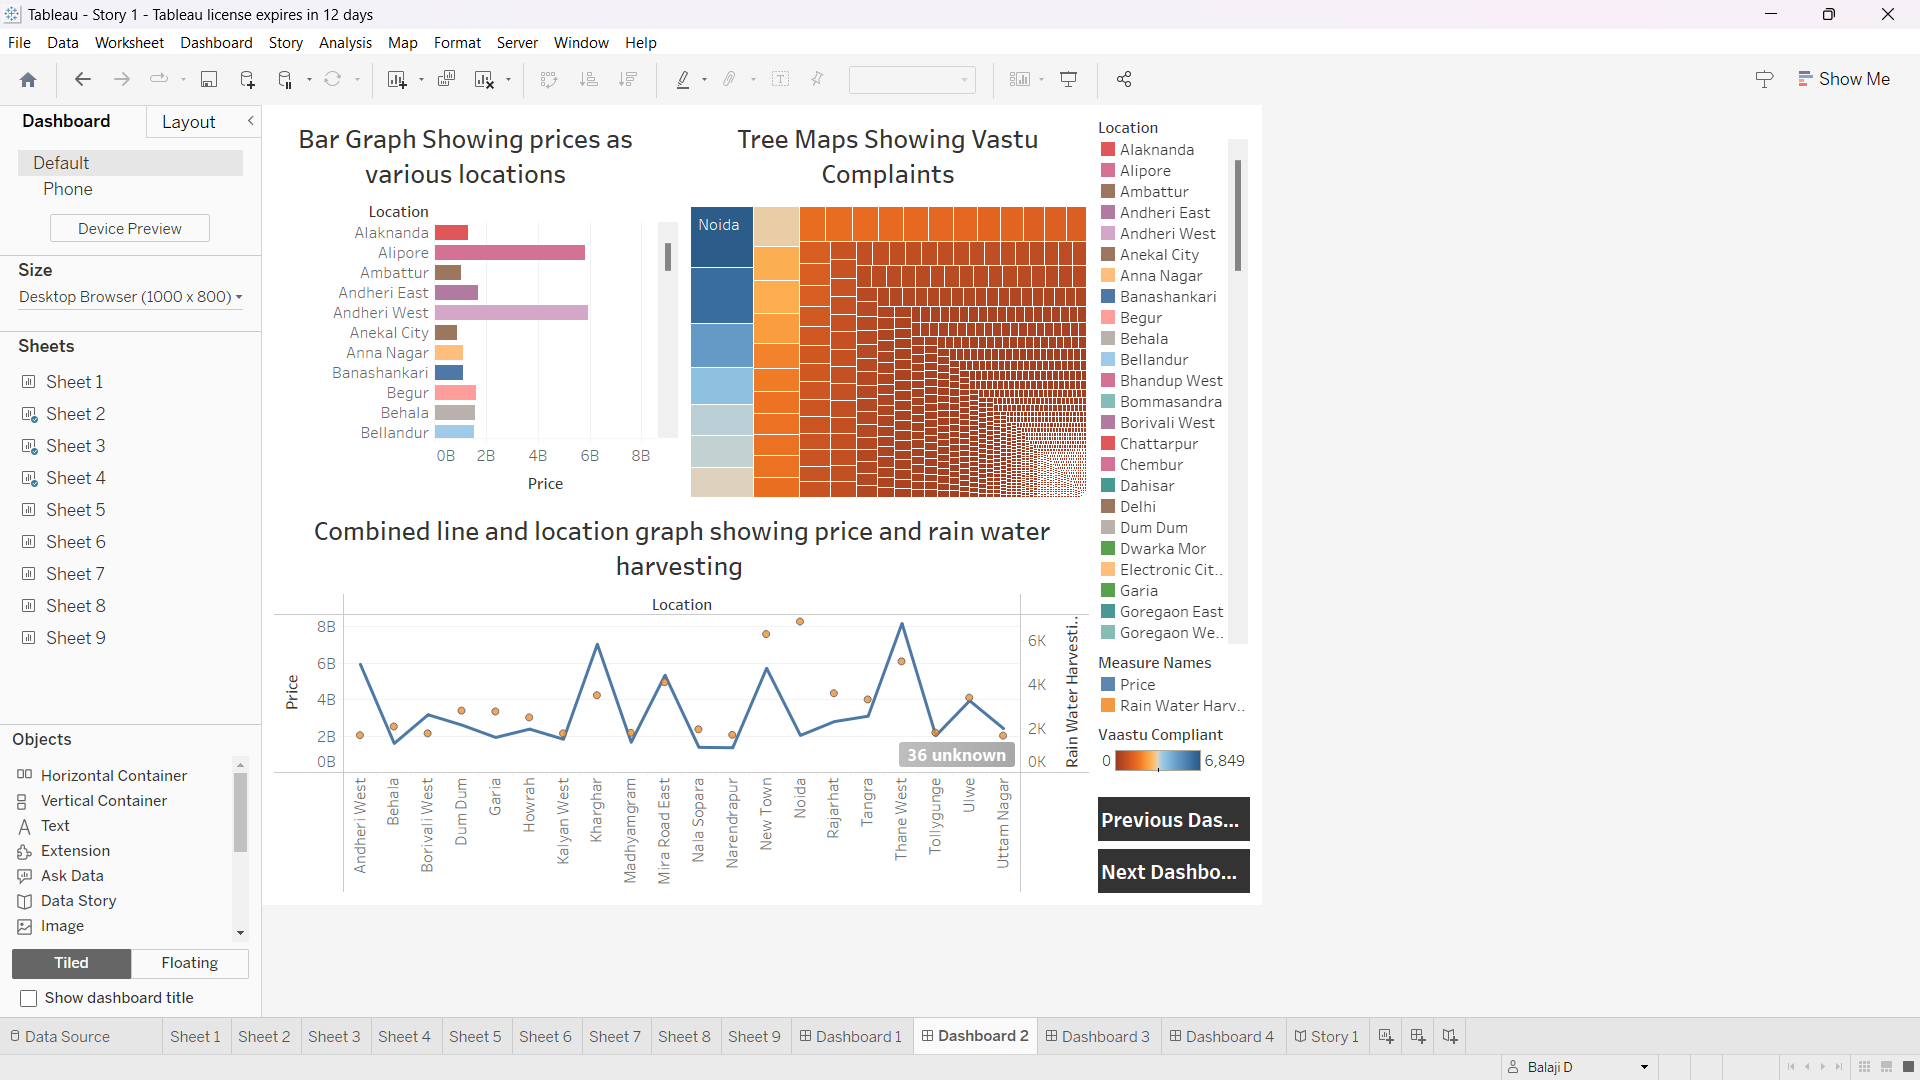 Tableau - Story 1 - Tableau license expires in 12 days
File Data Worksheet Dashboard Story Analysis Map Format Server Window Help
Show Me
Dashboard Layout
Default
Phone
Device Preview
Size
Desktop Browser (1000 x 800)
Sheets
Sheet 1
Sheet 2
Sheet 3
Sheet 4
Sheet 5
Sheet 6
Sheet 7
Sheet 8
Sheet 9
Objects
Horizontal Container
Vertical Container
Text
Extension
Ask Data
Data Story
Image
Tiled Floating
Show dashboard title
Bar Graph Showing prices as
various locations
Location
Alaknanda
Alipore
Ambattur
Andheri East
Andheri West
Anekal City
Anna Nagar
Banashankari
Begur
Behala
Bellandur
0B 2B 4B 6B 8B
Price
Tree Maps Showing Vastu
Complaints
Noida
Combined line and location graph showing price and rain water
harvesting
Location
Price
8B
6B
4B
2B
0B
6K
4K
2K
0K
Rain Water Harvesti..
36 unknown
Andheri West
Behala
Borivali West
Dum Dum
Garia
Howrah
Kalyan West
Kharghar
Madhyamgram
Mira Road East
Nala Sopara
Narendrapur
New Town
Noida
Rajarhat
Tangra
Thane West
Tollygunge
Ulwe
Uttam Nagar
Location
Alaknanda
Alipore
Ambattur
Andheri East
Andheri West
Anekal City
Anna Nagar
Banashankari
Begur
Behala
Bellandur
Bhandup West
Bommasandra
Borivali West
Chattarpur
Chembur
Dahisar
Delhi
Dum Dum
Dwarka Mor
Electronic Cit..
Garia
Goregaon East
Goregaon We..
Measure Names
Price
Rain Water Harv..
Vaastu Compliant
0 6,849
Previous Das...
Next Dashbo...
Data Source Sheet 1 Sheet 2 Sheet 3 Sheet 4 Sheet 5 Sheet 6 Sheet 7 Sheet 8 Sheet 9 Dashboard 1 Dashboard 2 Dashboard 3 Dashboard 4 Story 1
Balaji D